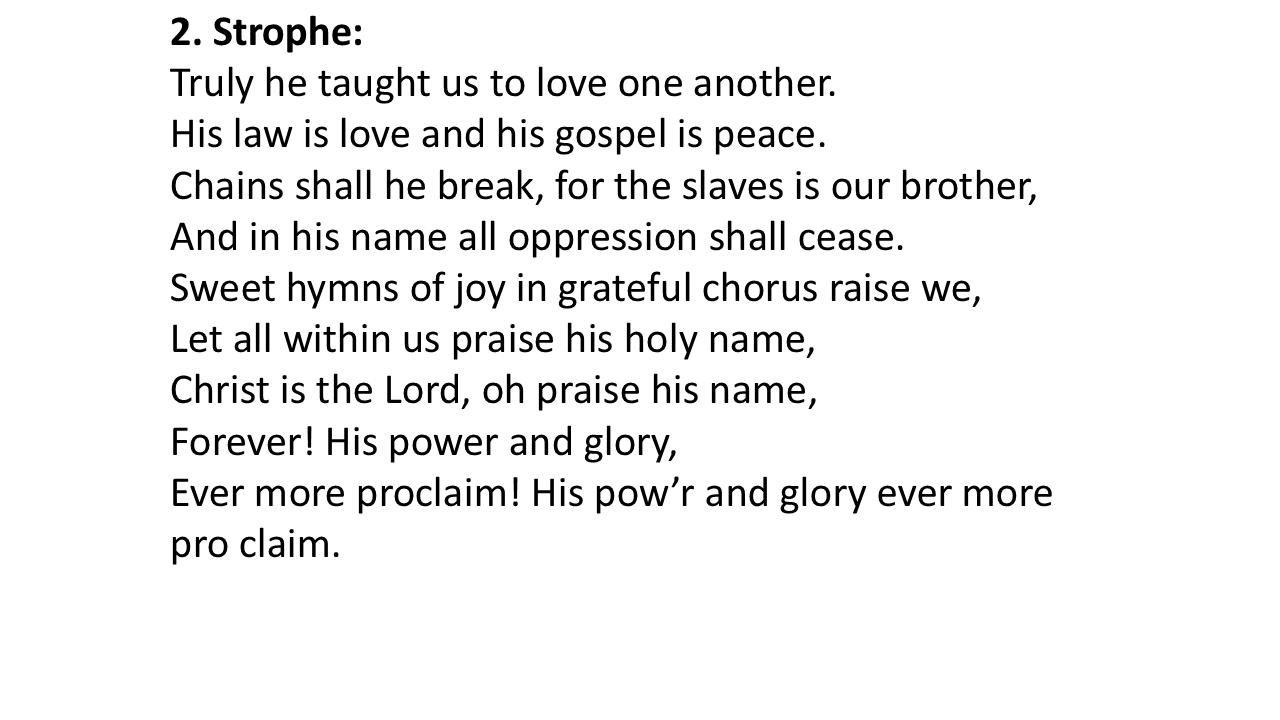 2. Strophe:
Truly he taught us to love one another.
His law is love and his gospel is peace.
Chains shall he break, for the slaves is our brother,
And in his name all oppression shall cease.
Sweet hymns of joy in grateful chorus raise we,
Let all within us praise his holy name,
Christ is the Lord, oh praise his name,
Forever! His power and glory,
Ever more proclaim! His pow’r and glory ever more
pro claim.